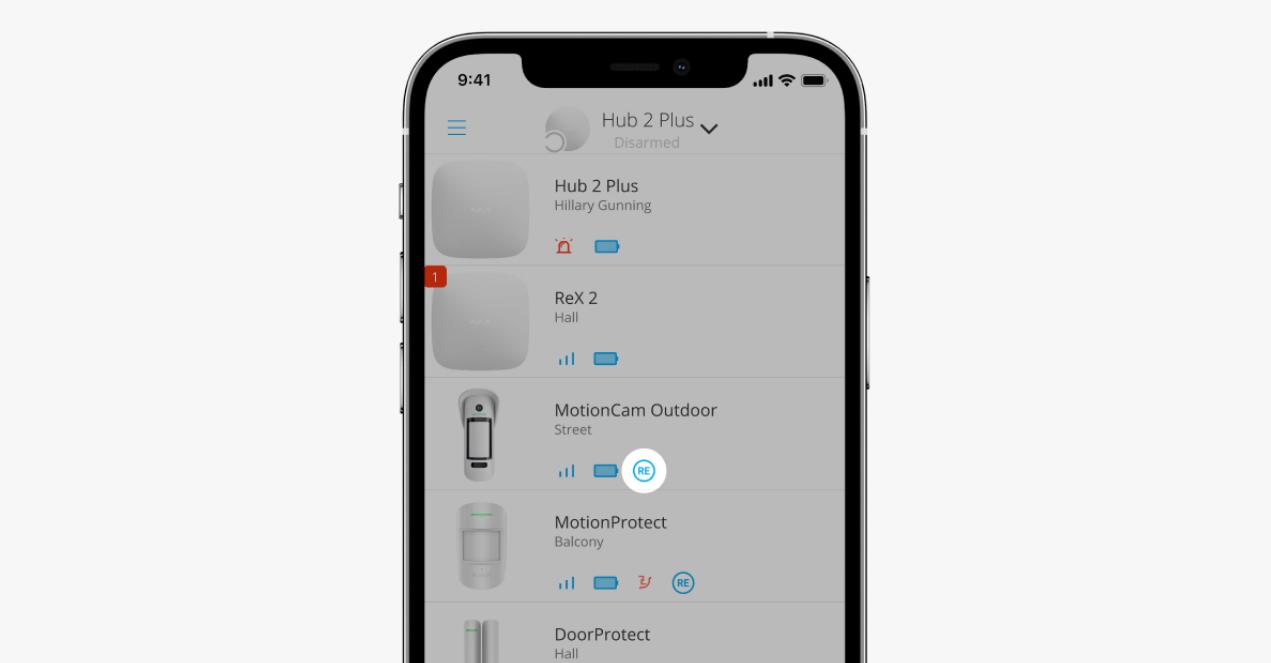 9:41
Hub 2 Plus
Disarmed
Hub 2 Plus
Hillary Gunning
1
ReX 2
Hall
MotionCam Outdoor
Street
RE
MotionProtect
Balcony
RE
DoorProtect
Hall